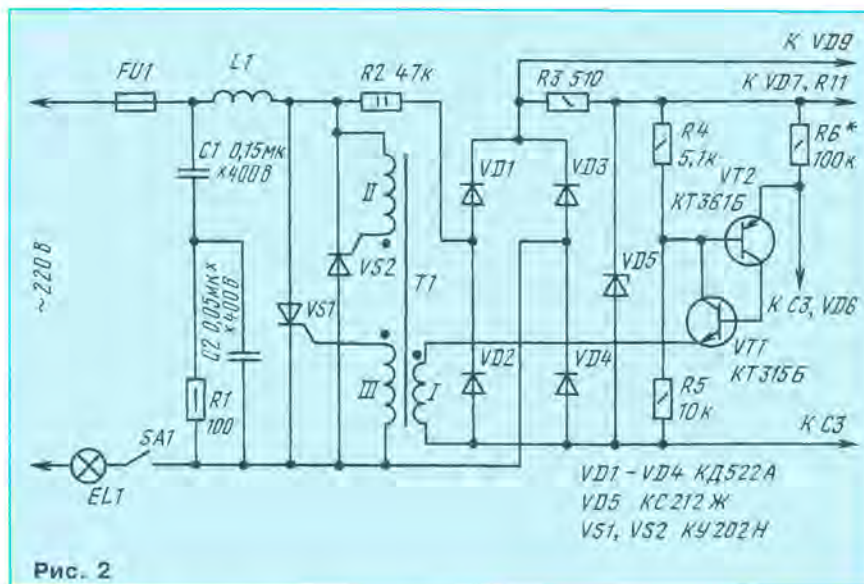 К VD9
FU1
L1
R2 47к
R3 510
К VD7, R11
C1 0,15мк
×400В
VD1
VD3
R4
5,1к
R6*
100к
II
VT2
КТ361Б
~220В
C2 0,05мк×
×400В
VS2
VS1
T1
VD5
К C3, VD6
VT1
КТ315Б
III
I
VD2
VD4
R5
10к
R1
100
SA1
К C3
EL1
VD1 – VD4 КД522А
VD5 КС212Ж
VS1, VS2 КУ202Н
Рис. 2